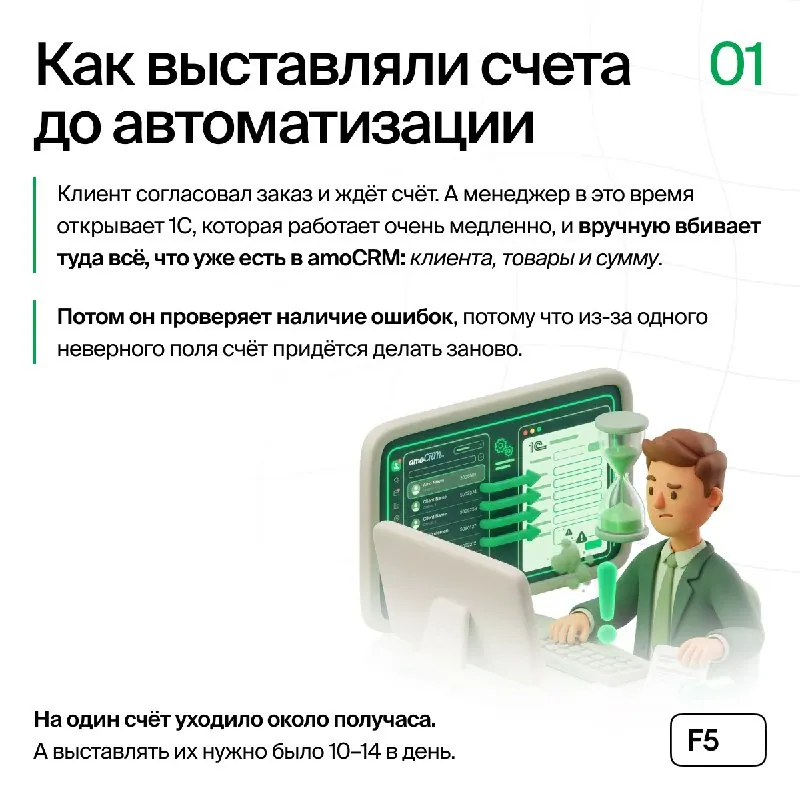 Как выставляли счета
до автоматизации
01
Клиент согласовал заказ и ждёт счёт. А менеджер в это время
открывает 1С, которая работает очень медленно, и вручную вбивает
туда всё, что уже есть в amoCRM: клиента, товары и сумму.
Потом он проверяет наличие ошибок, потому что из-за одного
неверного поля счёт придётся делать заново.
amoCRM.
1С
На один счёт уходило около получаса.
А выставлять их нужно было 10–14 в день.
F5